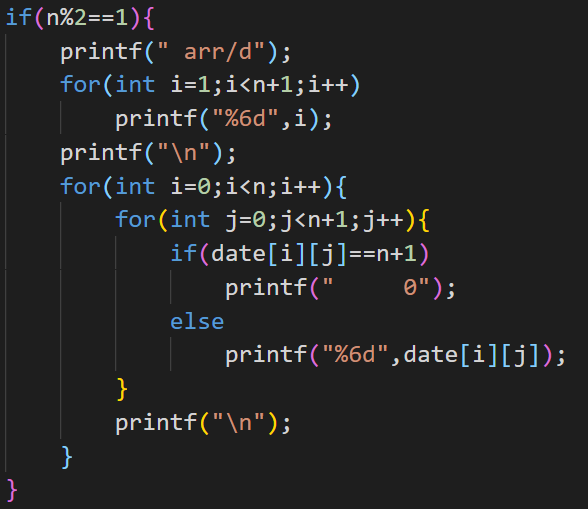 if(n%2==1){
    printf(" arr/d");
    for(int i=1;i<n+1;i++)
        printf("%6d",i);
    printf("\n");
    for(int i=0;i<n;i++){
        for(int j=0;j<n+1;j++){
            if(date[i][j]==n+1)
                printf("     0");
            else
                printf("%6d",date[i][j]);
        }
        printf("\n");
    }
}